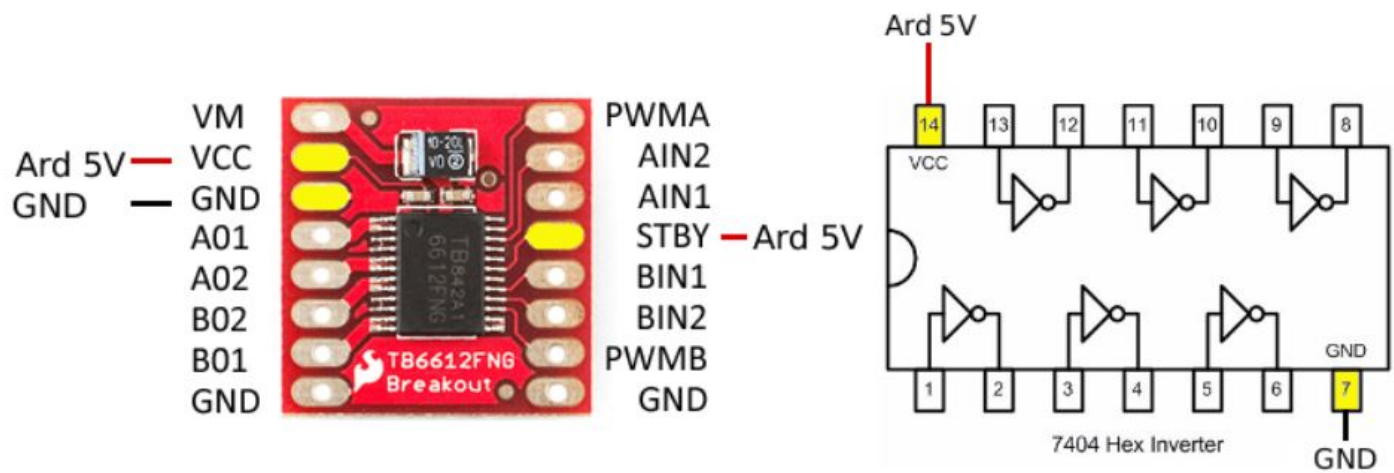 Ard 5V
VM
PWMA
VCC
AIN2
Ard 5V
GND
GND
AIN1
A01
STBY
Ard 5V
A02
BIN1
B02
BIN2
B01
PWMB
GND
GND
10-20
TB842A1
6612FNG
TB6612FNG
Breakout
14
13
12
11
10
9
8
VCC
GND
1
2
3
4
5
6
7
7404 Hex Inverter
GND